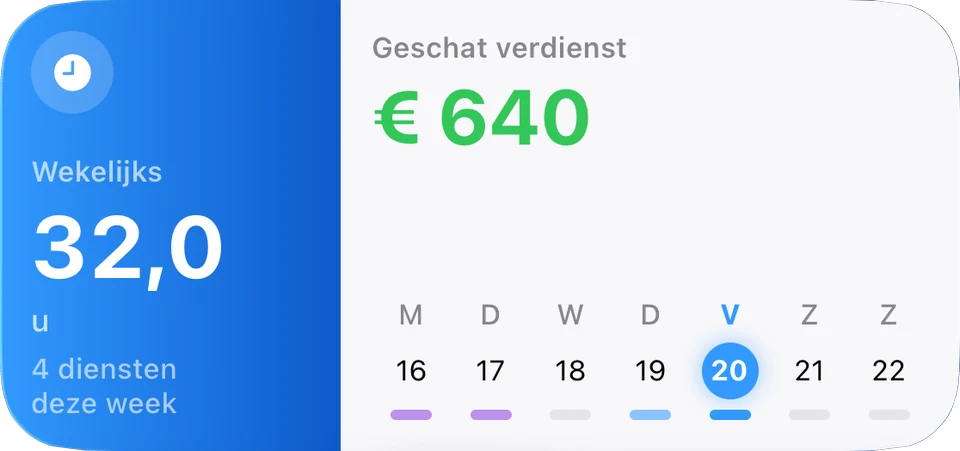 Wekelijks
32,0
u
4 diensten
deze week
Geschat verdienst
€ 640
M D W D V Z Z
16 17 18 19 20 21 22